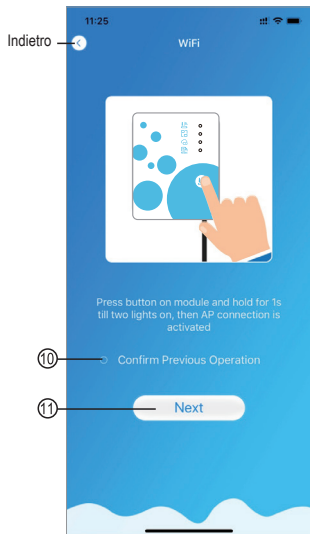 11:25
Indietro
WiFi
Press button on module and hold for 1s
till two lights on, then AP connection is
activated
10 Confirm Previous Operation
11 Next